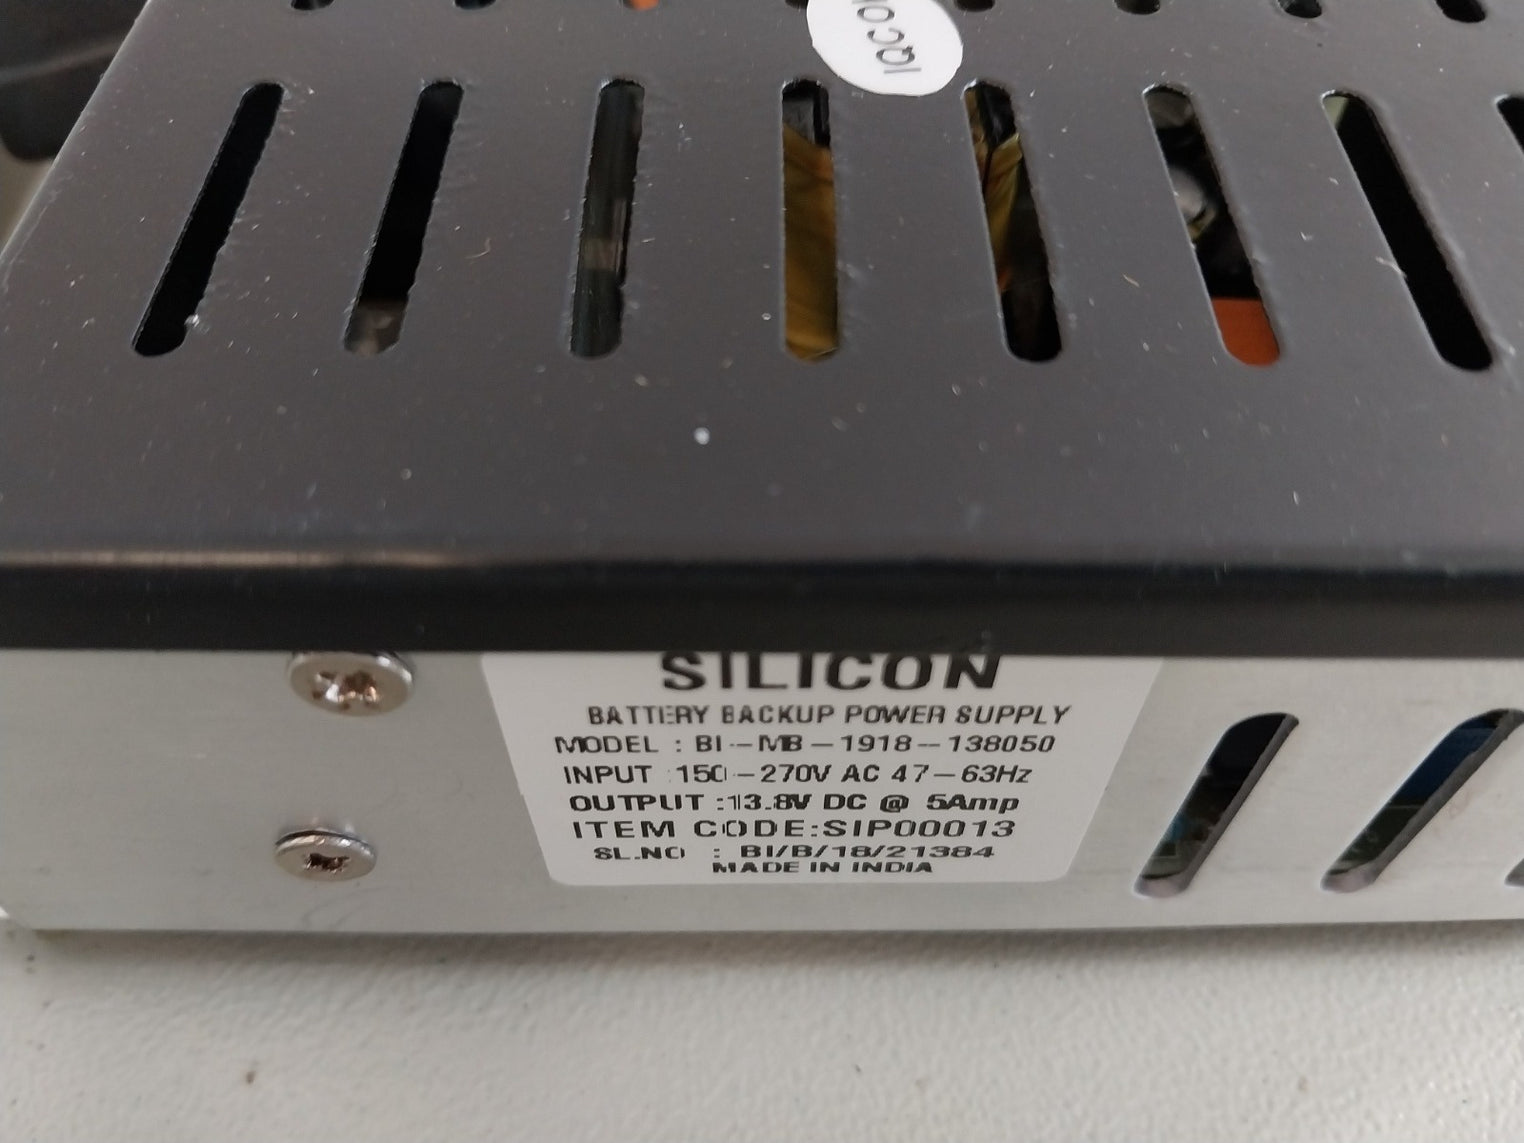 IQC
SILICON
BATTERY BACKUP POWER SUPPLY
MODEL : BI-MB-1918-138050
INPUT :150-270V AC 47-63Hz
OUTPUT :13.8V DC @ 5Amp
ITEM CODE:SIP00013
SL.NO : BI/B/18/21384
MADE IN INDIA